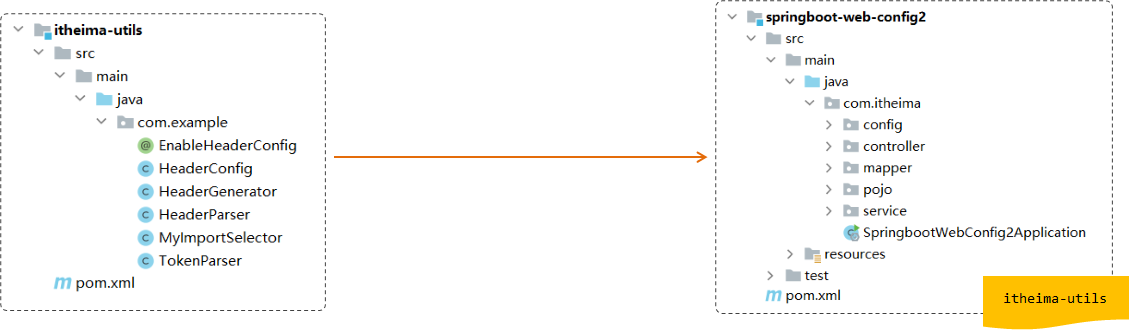 itheima-utils
src
main
java
com.example
EnableHeaderConfig
HeaderConfig
HeaderGenerator
HeaderParser
MyImportSelector
TokenParser
pom.xml
springboot-web-config2
src
main
java
com.itheima
config
controller
mapper
pojo
service
SpringbootWebConfig2Application
resources
test
pom.xml
itheima-utils